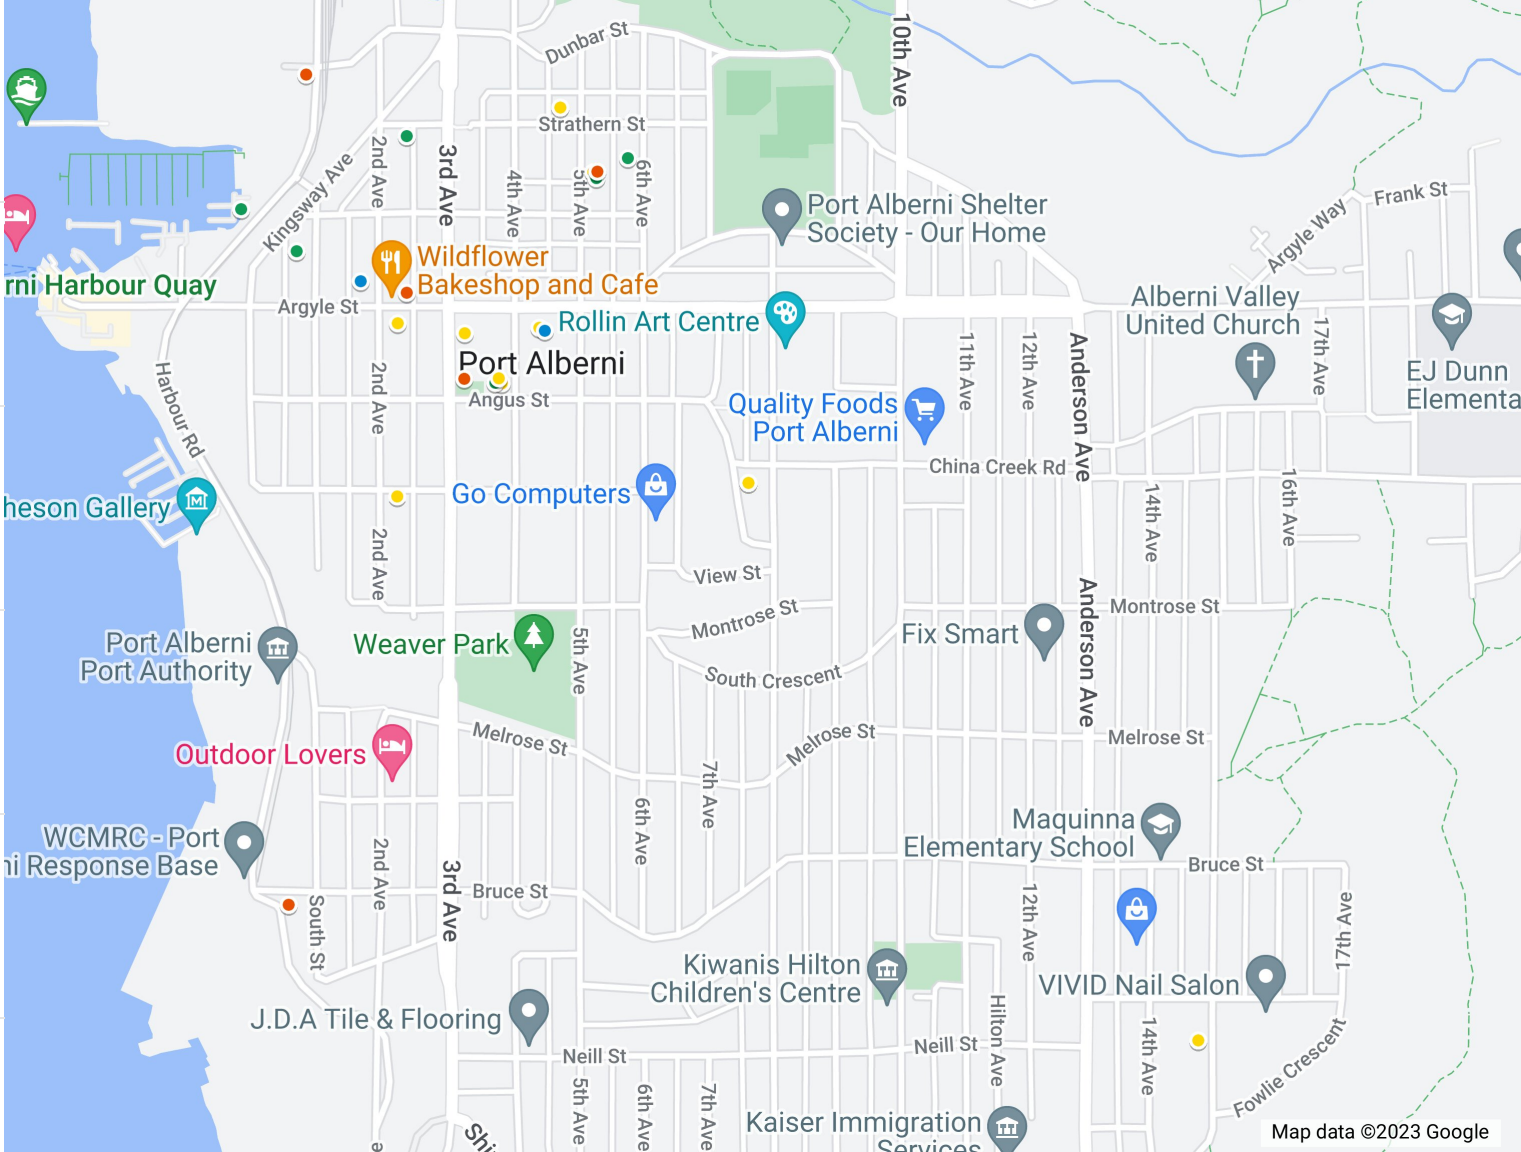 Dunbar St
10th Ave
Strathern St
2nd Ave
3rd Ave
4th Ave
5th Ave
6th Ave
Kingsway Ave
Port Alberni Shelter
Society - Our Home
Frank St
Argyle Way
Wildflower
Bakeshop and Cafe
rni Harbour Quay
Argyle St
Rollin Art Centre
Alberni Valley
United Church
17th Ave
11th Ave
12th Ave
Anderson Ave
EJ Dunn
Elementa
Port Alberni
2nd Ave
Harbour Rd
Angus St
Quality Foods
Port Alberni
China Creek Rd
Go Computers
heson Gallery
14th Ave
16th Ave
2nd Ave
View St
Montrose St
Anderson Ave
Montrose St
Fix Smart
Port Alberni
Port Authority
Weaver Park
5th Ave
South Crescent
Melrose St
Melrose St
Melrose St
Outdoor Lovers
7th Ave
6th Ave
WCMRC - Port
ni Response Base
2nd Ave
3rd Ave
Maquinna
Elementary School
Bruce St
Bruce St
South St
12th Ave
17th Ave
Kiwanis Hilton
Children's Centre
VIVID Nail Salon
J.D.A Tile & Flooring
Hilton Ave
14th Ave
Neill St
Neill St
Fowlie Crescent
5th Ave
6th Ave
7th Ave
Kaiser Immigration
Services
Shi
e
Map data ©2023 Google